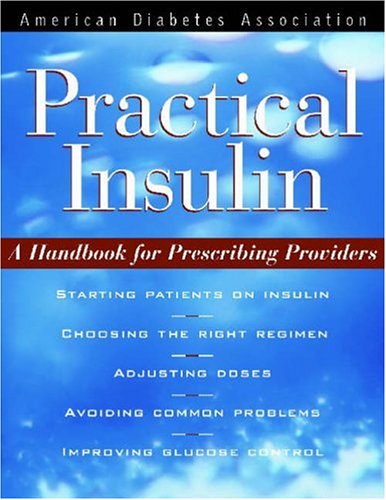 American Diabetes Association
Practical
Insulin
A Handbook for Prescribing Providers
STARTING PATIENTS ON INSULIN
CHOOSING THE RIGHT REGIMEN
ADJUSTING DOSES
AVOIDING COMMON PROBLEMS
IMPROVING GLUCOSE CONTROL